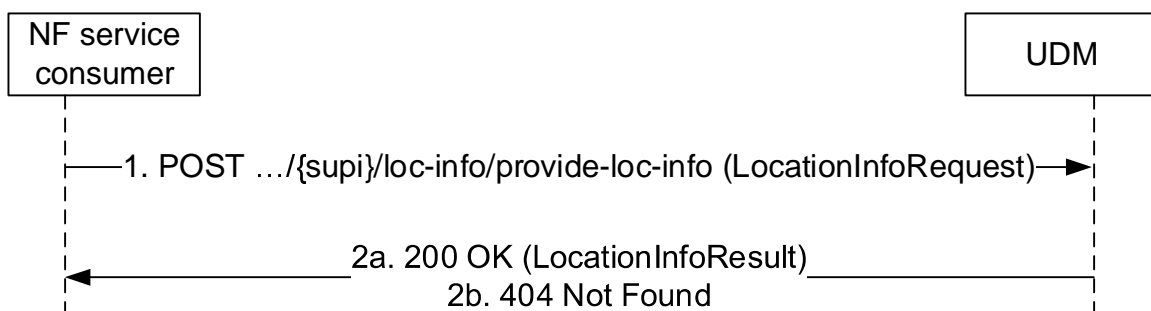 NF service
consumer
UDM
1. POST …/{supi}/loc-info/provide-loc-info (LocationInfoRequest)
2a. 200 OK (LocationInfoResult)
2b. 404 Not Found